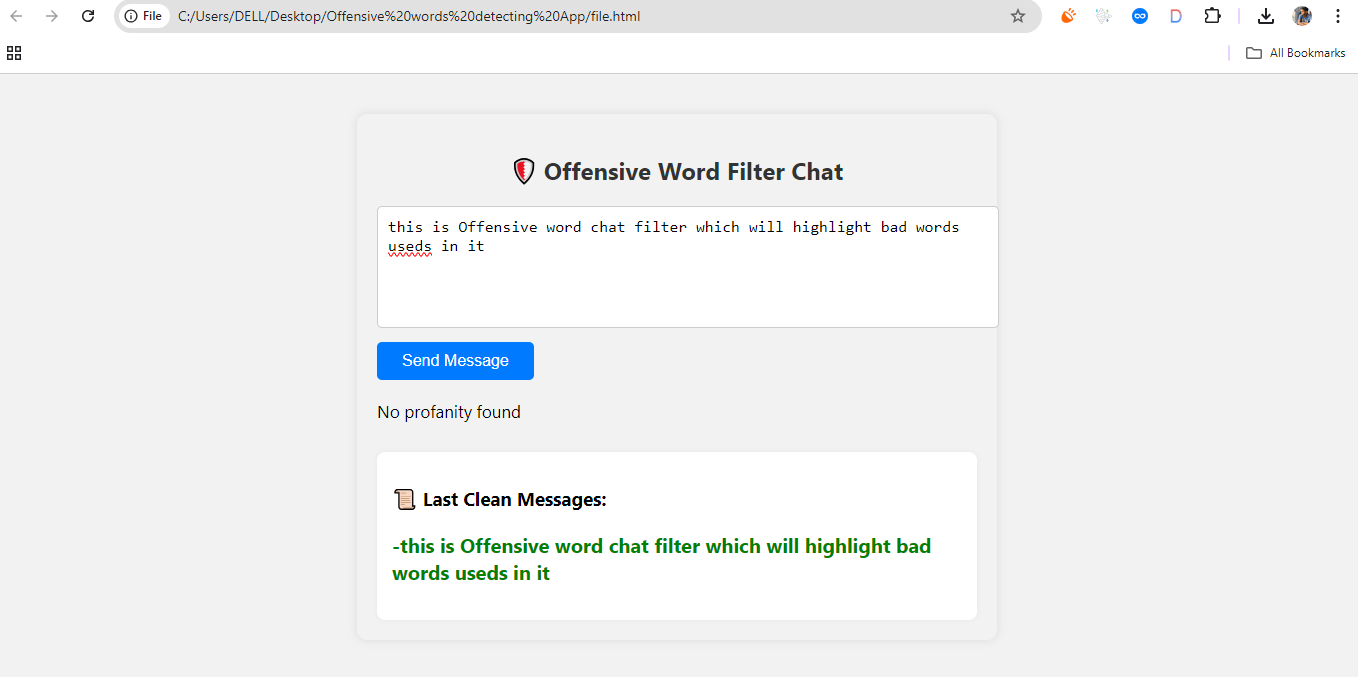 File C:/Users/DELL/Desktop/Offensive%20words%20detecting%20App/file.html
All Bookmarks
Offensive Word Filter Chat
this is Offensive word chat filter which will highlight bad words
useds in it
Send Message
No profanity found
Last Clean Messages:
-this is Offensive word chat filter which will highlight bad
words useds in it